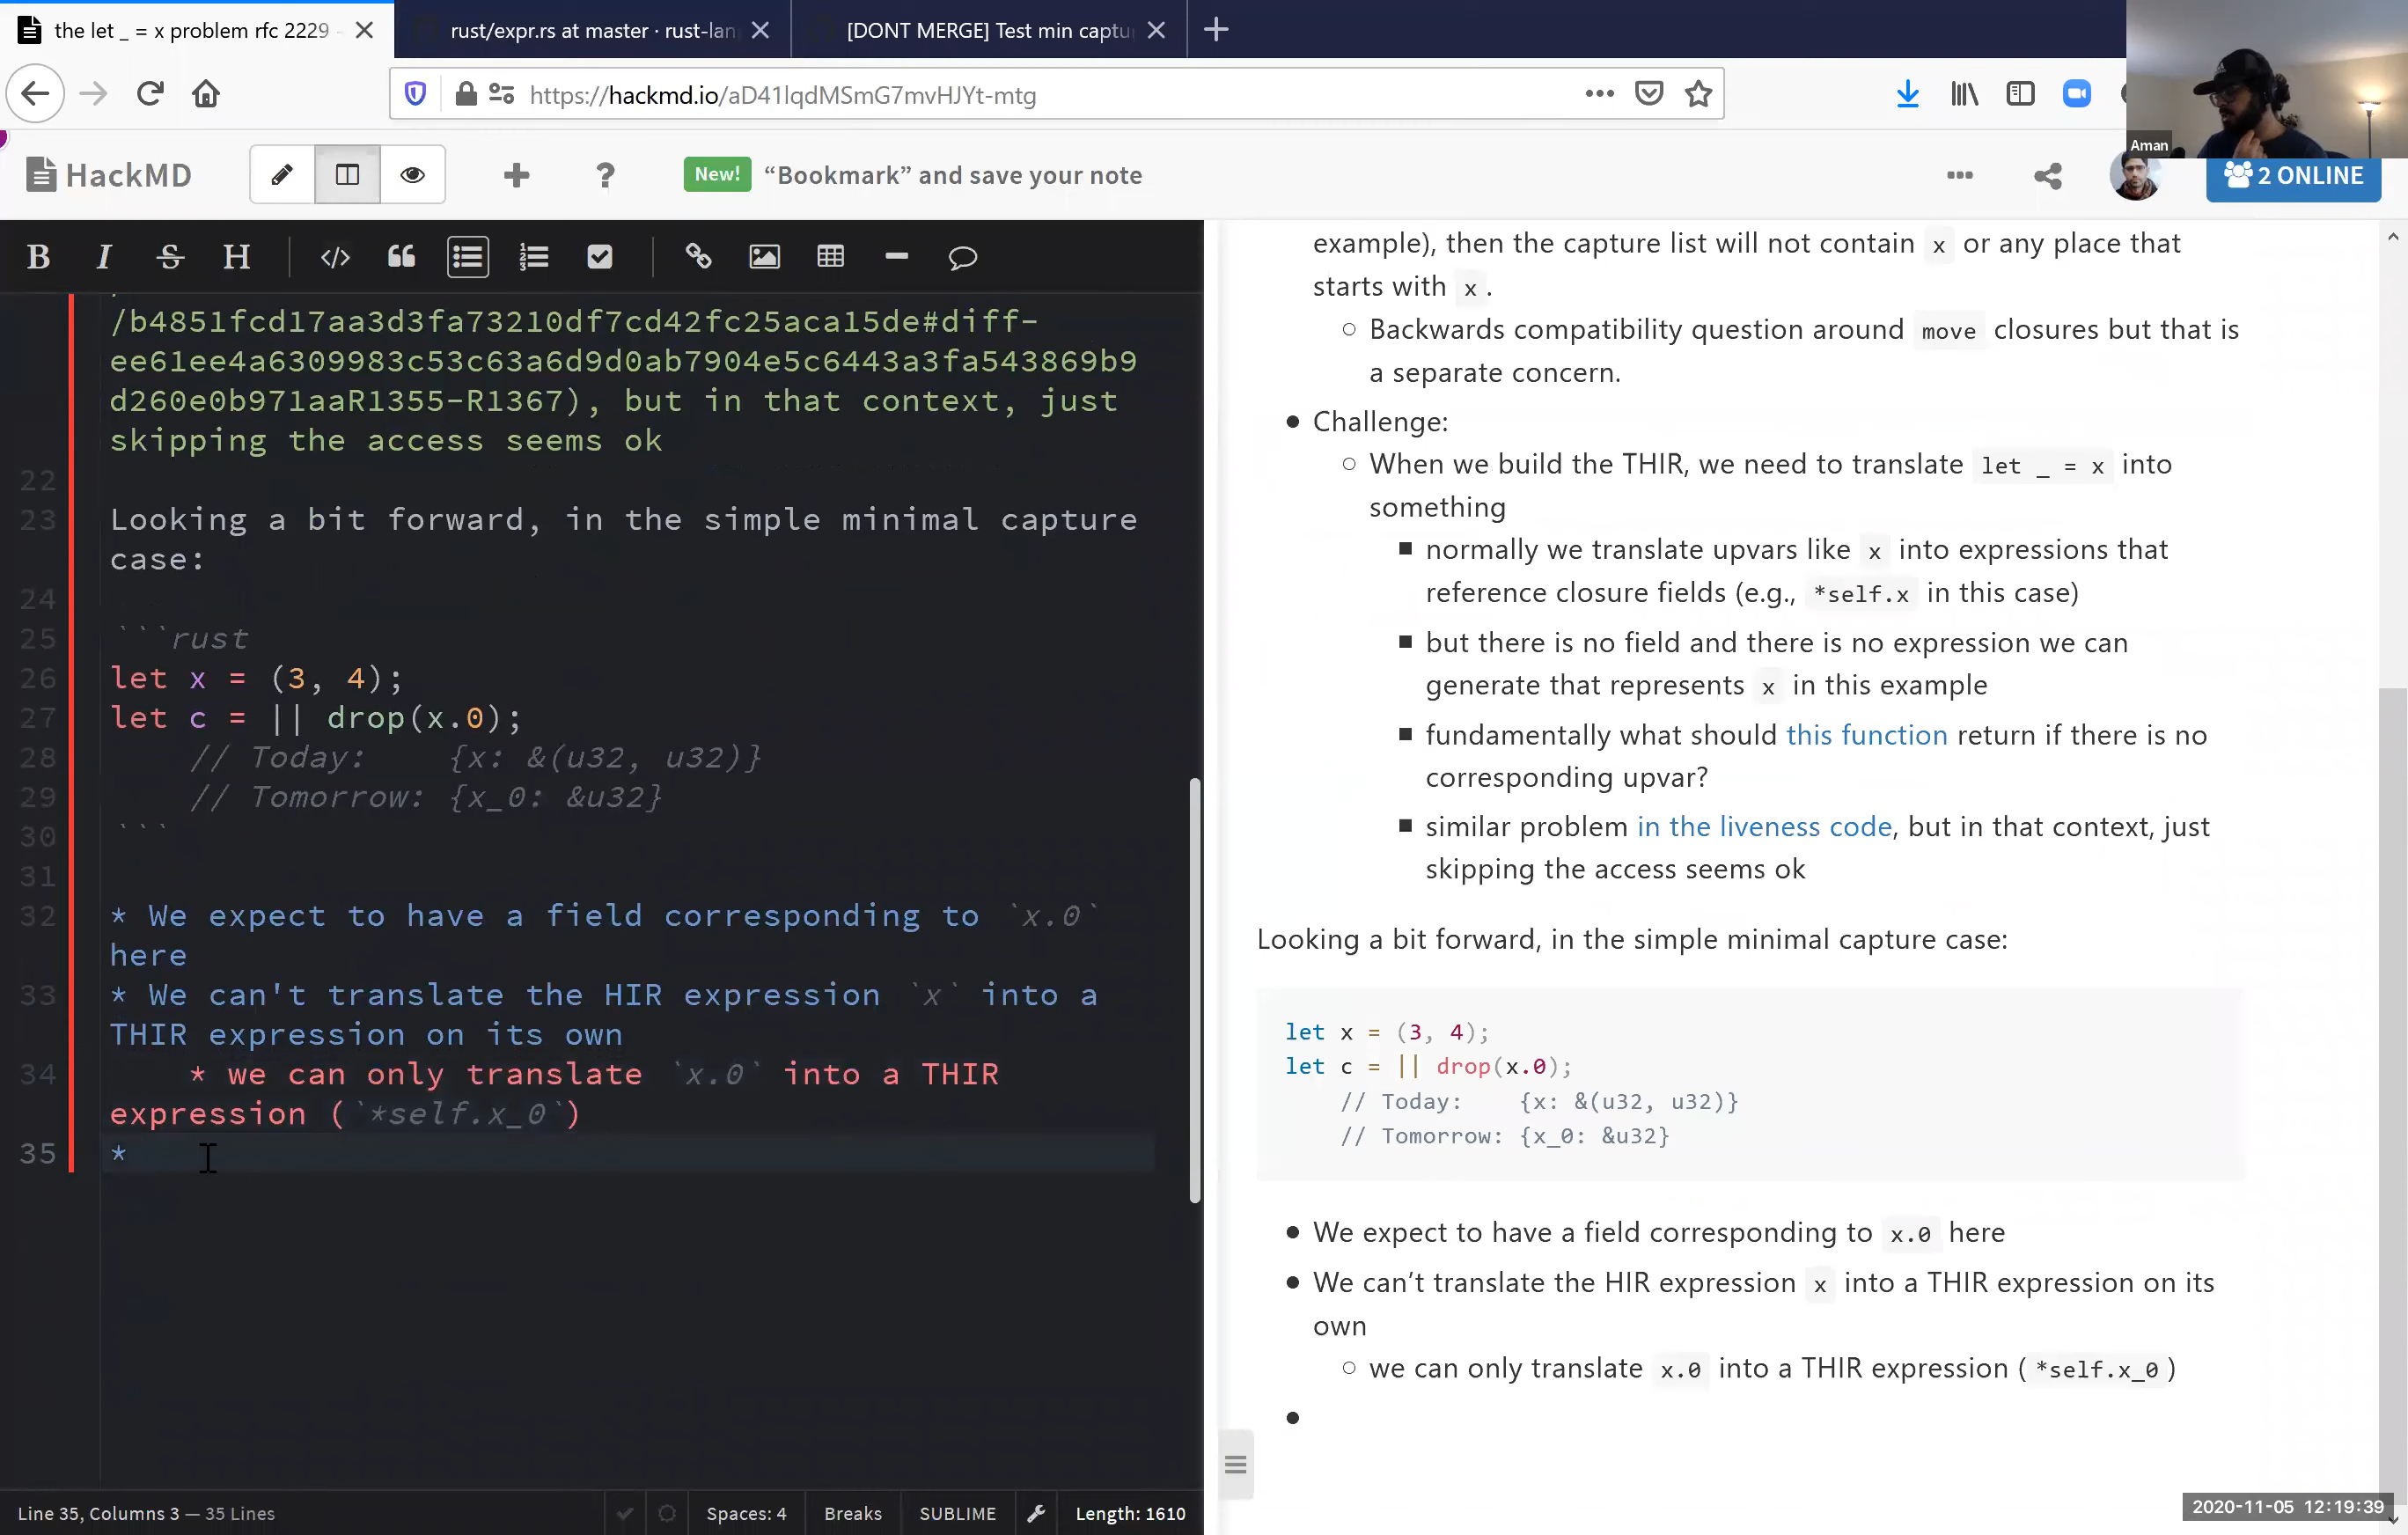 the let _ = x problem rfc 2229
rust/expr.rs at master · rust-lan
[DONT MERGE] Test min captu
https://hackmd.io/aD41lqdMSmG7mvHJYt-mtg
Aman
HackMD
New! “Bookmark” and save your note
2 ONLINE
B I S H
/b4851fcd17aa3d3fa73210df7cd42fc25aca15de#diff-
ee61ee4a6309983c53c63a6d9d0ab7904e5c6443a3fa543869b9
d260e0b971aaR1355-R1367), but in that context, just
skipping the access seems ok
22
23 Looking a bit forward, in the simple minimal capture
case:
24
25 ```rust
26 let x = (3, 4);
27 let c = || drop(x.0);
28 // Today:    {x: &(u32, u32)}
29 // Tomorrow: {x_0: &u32}
30 ```
31
32 * We expect to have a field corresponding to `x.0`
here
33 * We can't translate the HIR expression `x` into a
THIR expression on its own
34 * we can only translate `x.0` into a THIR
expression (`*self.x_0`)
35 *
Line 35, Columns 3 — 35 Lines
Spaces: 4
Breaks
SUBLIME
Length: 1610
example), then the capture list will not contain x or any place that
starts with x .
Backwards compatibility question around move closures but that is
a separate concern.
Challenge:
When we build the THIR, we need to translate let _ = x into
something
normally we translate upvars like x into expressions that
reference closure fields (e.g., *self.x in this case)
but there is no field and there is no expression we can
generate that represents x in this example
fundamentally what should this function return if there is no
corresponding upvar?
similar problem in the liveness code, but in that context, just
skipping the access seems ok
Looking a bit forward, in the simple minimal capture case:
let x = (3, 4);
let c = || drop(x.0);
// Today:    {x: &(u32, u32)}
// Tomorrow: {x_0: &u32}
We expect to have a field corresponding to x.0 here
We can’t translate the HIR expression x into a THIR expression on its
own
we can only translate x.0 into a THIR expression ( *self.x_0 )
2020-11-05 12:19:39